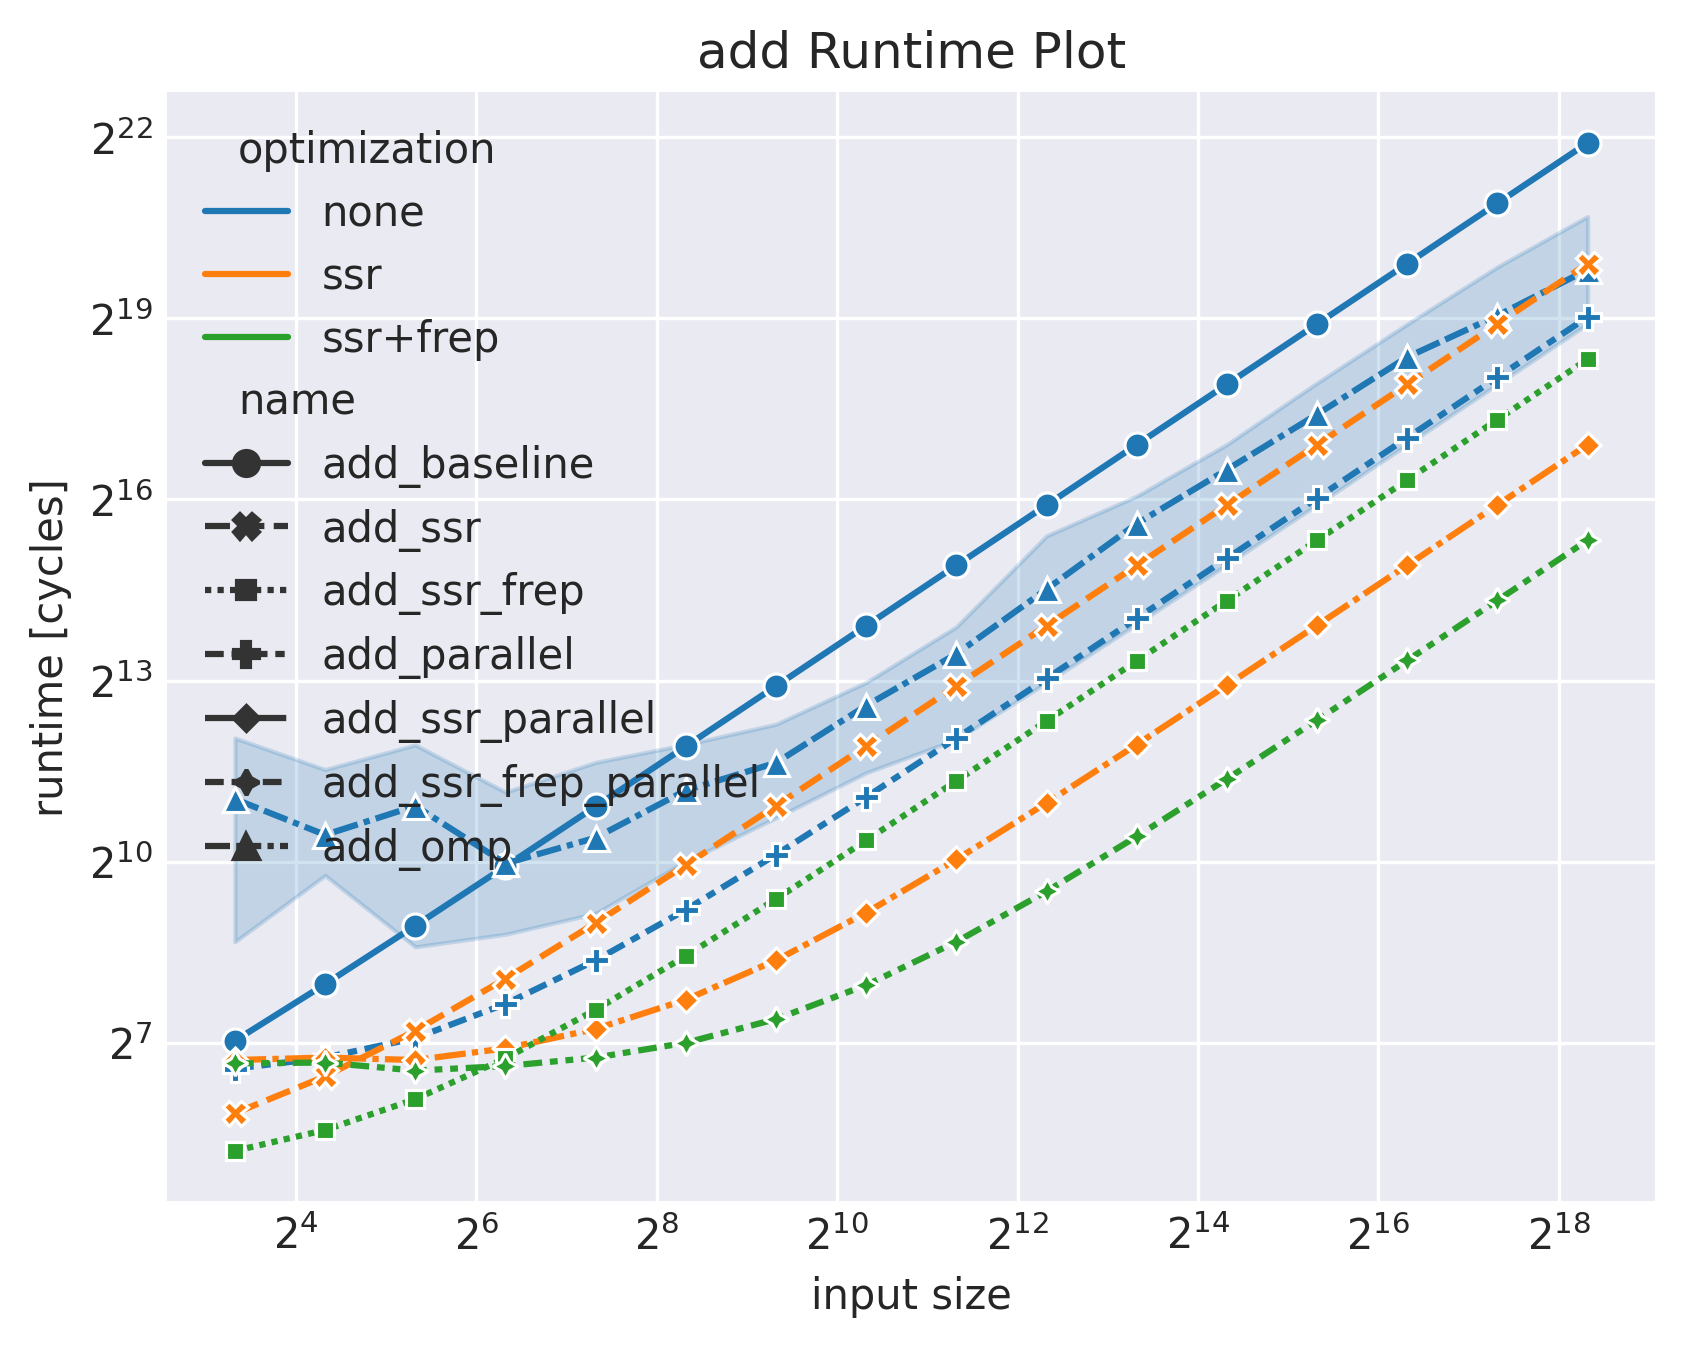 add Runtime Plot
2^22
2^19
2^16
2^13
2^10
2^7
runtime [cycles]
optimization
none
ssr
ssr+frep
name
add_baseline
add_ssr
add_ssr_frep
add_parallel
add_ssr_parallel
add_ssr_frep_parallel
add_omp
2^4 2^6 2^8 2^10 2^12 2^14 2^16 2^18
input size